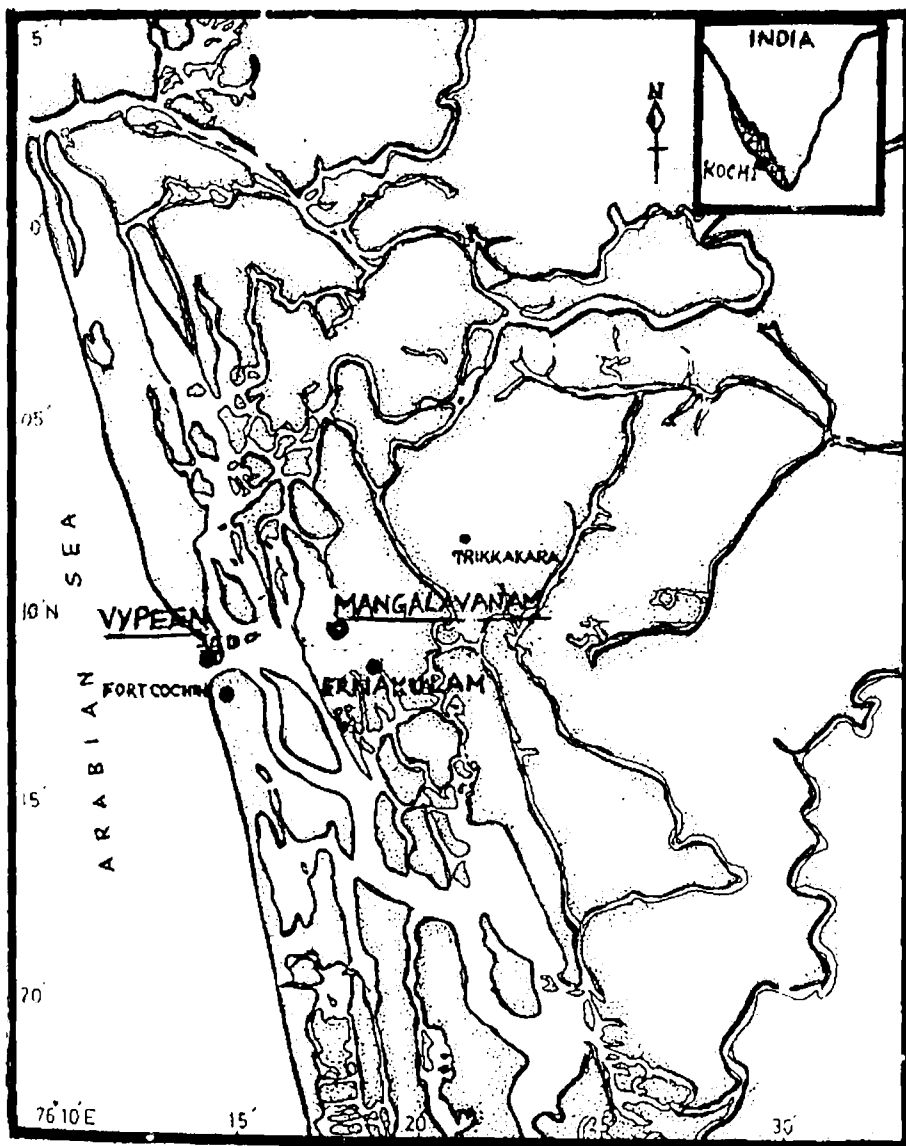 5'
INDIA
N
KOCHI
0'
05'
TRIKKAKARA
ARABIAN SEA
10'N
VYPEEN
MANGALAVANAM
FORT COCHIN
ERNAKULAM
15'
20'
76°10'E
15'
20
25
30'